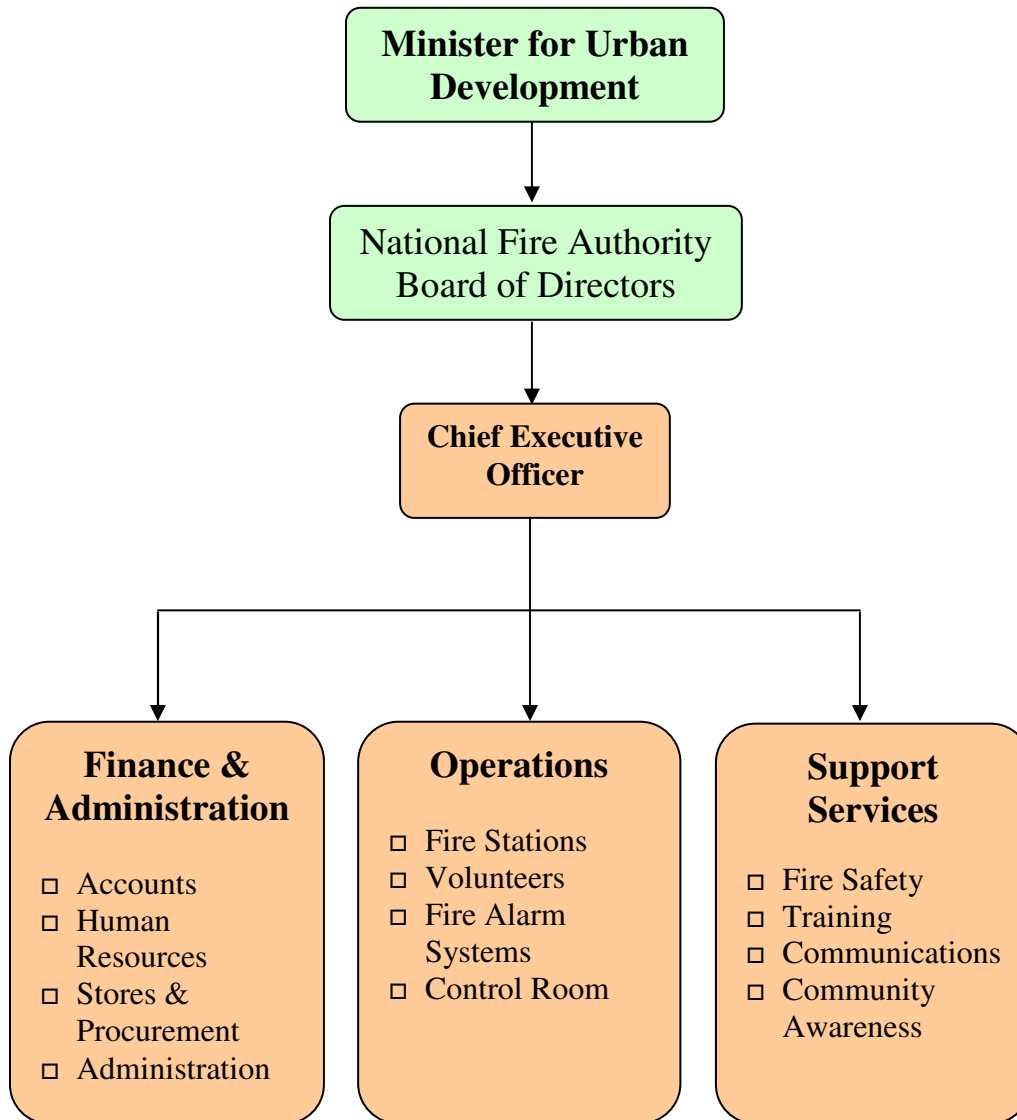 Minister for Urban
Development
National Fire Authority
Board of Directors
Chief Executive
Officer
Finance &
Administration
□ Accounts
□ Human
Resources
□ Stores &
Procurement
□ Administration
Operations
□ Fire Stations
□ Volunteers
□ Fire Alarm
Systems
□ Control Room
Support
Services
□ Fire Safety
□ Training
□ Communications
□ Community
Awareness